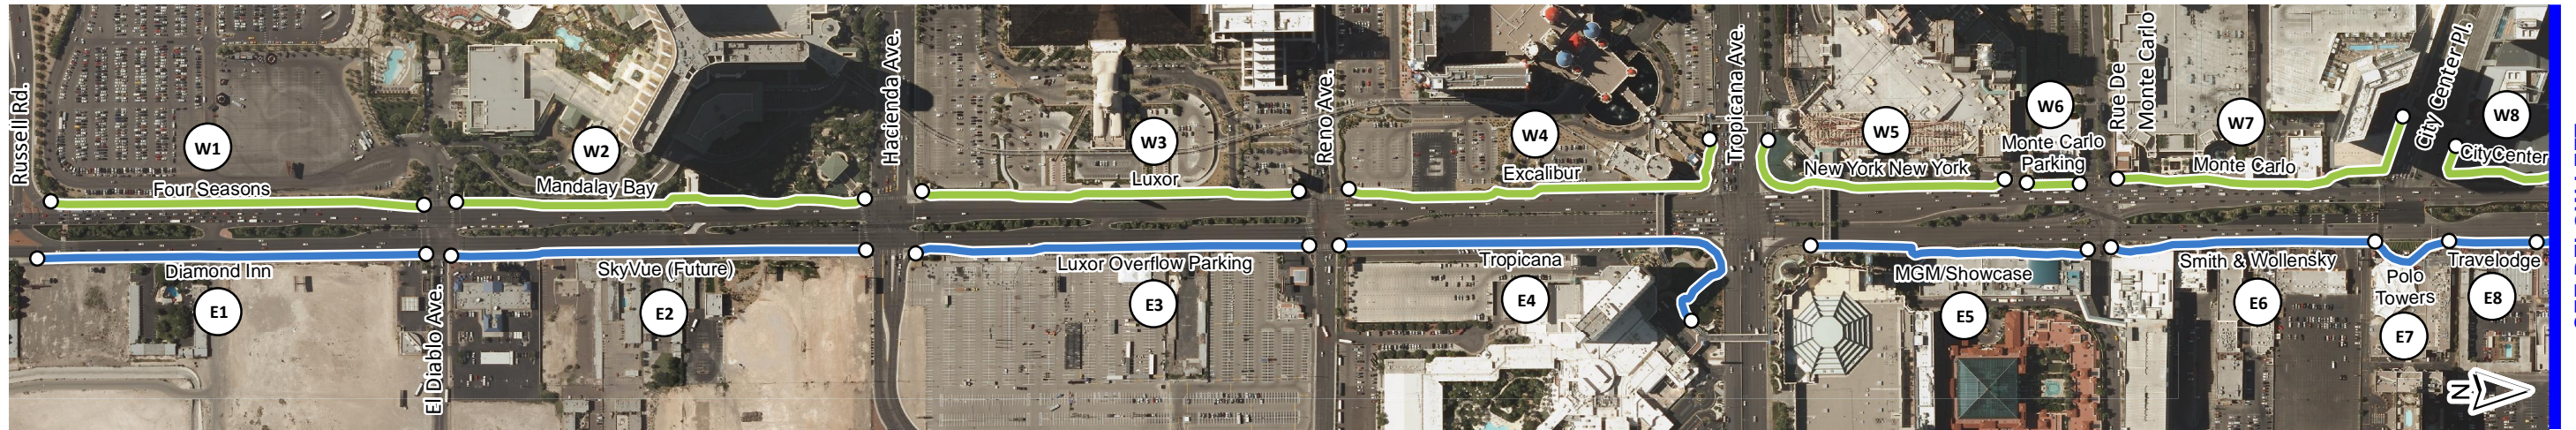 Russell Rd.
W1
Four Seasons
W2
Mandalay Bay
Hacienda Ave.
W3
Luxor
Reno Ave.
W4
Excalibur
Tropicana Ave.
W5
New York New York
W6
Monte Carlo
Parking
Rue De
Monte Carlo
W7
Monte Carlo
City Center Pl.
W8
CityCenter
Diamond Inn
E1
El Diablo Ave.
SkyVue (Future)
E2
Luxor Overflow Parking
E3
Tropicana
E4
MGM/Showcase
E5
Smith & Wollensky
E6
Polo
Towers
E7
Travelodge
E8
N